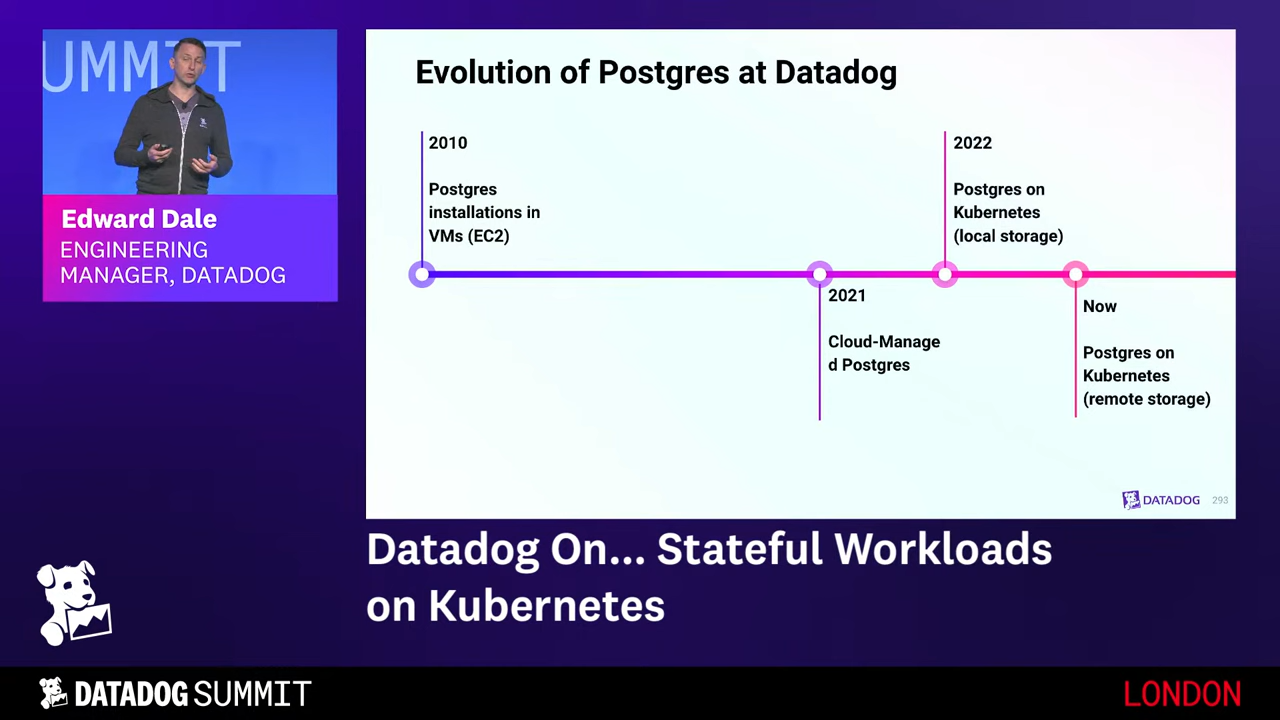 UMMIT
Edward Dale
ENGINEERING
MANAGER, DATADOG
Evolution of Postgres at Datadog
2010
Postgres
installations in
VMs (EC2)
2021
Cloud-Manage
d Postgres
2022
Postgres on
Kubernetes
(local storage)
Now
Postgres on
Kubernetes
(remote storage)
DATADOG 293
Datadog On... Stateful Workloads
on Kubernetes
DATADOG SUMMIT
LONDON